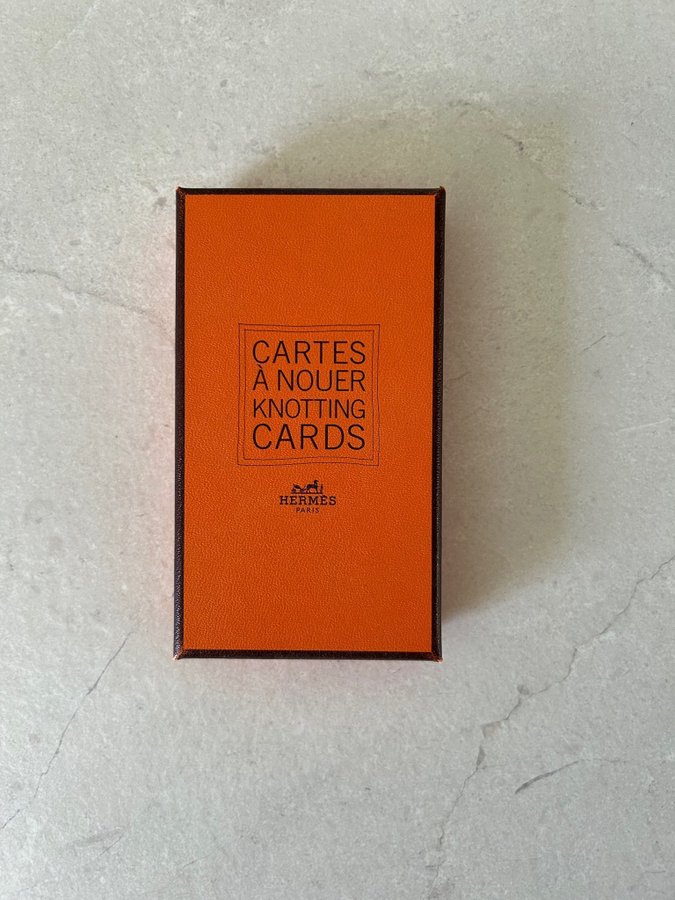 CARTES
À NOUER
KNOTTING
CARDS
HERMÈS
PARIS